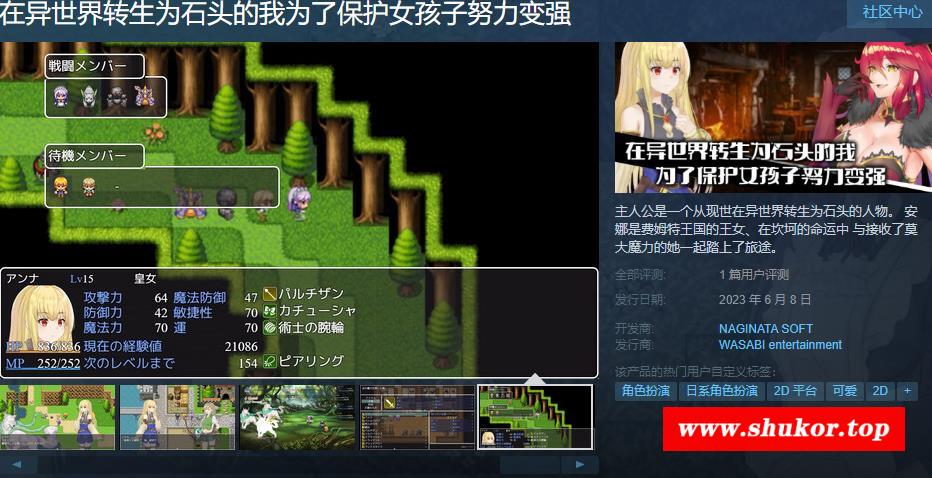 在异世界转生为石头的我为了保护女孩子努力变强
社区中心
戦闘メンバー
待機メンバー
アンナ Lv15 皇女
攻撃力 64 魔法防御 47 パルチザン
防御力 42 敏捷性 70 カチューシャ
魔法力 70 運 70 術士の腕輪
HP 836/836 現在の経験値 21086
MP 252/252 次のレベルまで 154 ピアリング
在异世界转生为石头的我
为了保护女孩子努力变强
主人公是一个从现世在异世界转生为石头的人物。 安
娜是费姆特王国的王女、在坎坷的命运中 与接收了莫
大魔力的她一起踏上了旅途。
全部评测: 1 篇用户评测
发行日期: 2023 年 6 月 8 日
开发商: NAGINATA SOFT
发行商: WASABI entertainment
该产品的热门用户自定义标签:
角色扮演 日系角色扮演 2D 平台 可爱 2D +
www.shukor.top